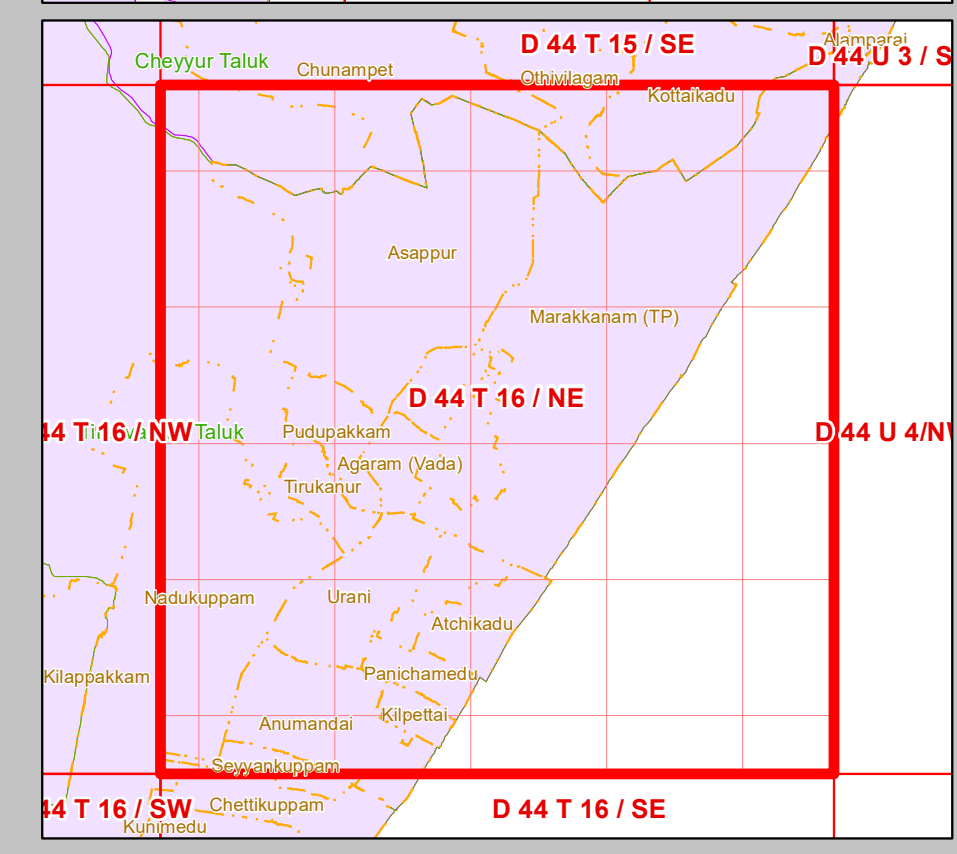 Alamparai
D 44 T 15 / SE
D 44 U 3 / S
Cheyyur Taluk
Chunampet
Othivilagam
Kottaikadu
Asappur
Marakkanam (TP)
D 44 T 16 / NE
44 T 16 / NW
Taluk
Pudupakkam
D 44 U 4/NW
Agaram (Vada)
Tirukanur
Nadukuppam
Urani
Atchikadu
Kilappakkam
Panichamedu
Kilpettai
Anumandai
Seyyankuppam
Chettikuppam
44 T 16 / SW
D 44 T 16 / SE
Kunimedu